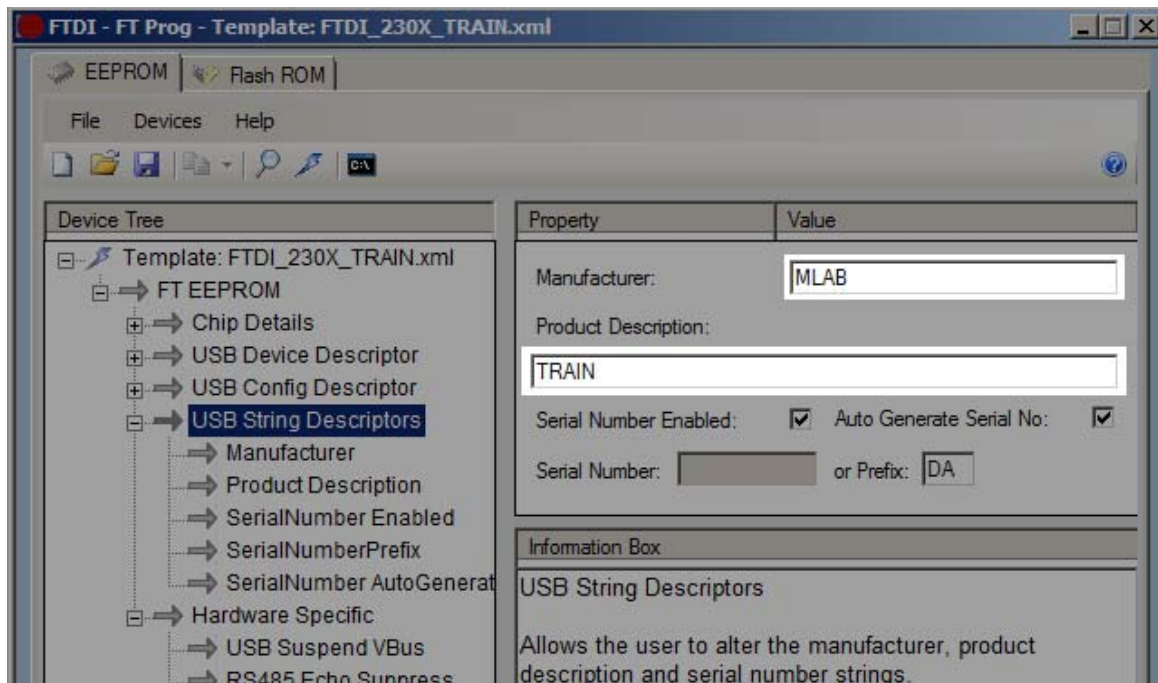 FTDI - FT Prog - Template: FTDI_230X_TRAIN.xml
EEPROM Flash ROM
File Devices Help
C:\
Device Tree
Template: FTDI_230X_TRAIN.xml
FT EEPROM
Chip Details
USB Device Descriptor
USB Config Descriptor
USB String Descriptors
Manufacturer
Product Description
SerialNumber Enabled
SerialNumberPrefix
SerialNumber AutoGenerat
Hardware Specific
USB Suspend VBus
RS485 Echo Suppress
Property Value
Manufacturer: MLAB
Product Description:
TRAIN
Serial Number Enabled: Auto Generate Serial No:
Serial Number: or Prefix: DA
Information Box
USB String Descriptors
Allows the user to alter the manufacturer, product
description and serial number strings.